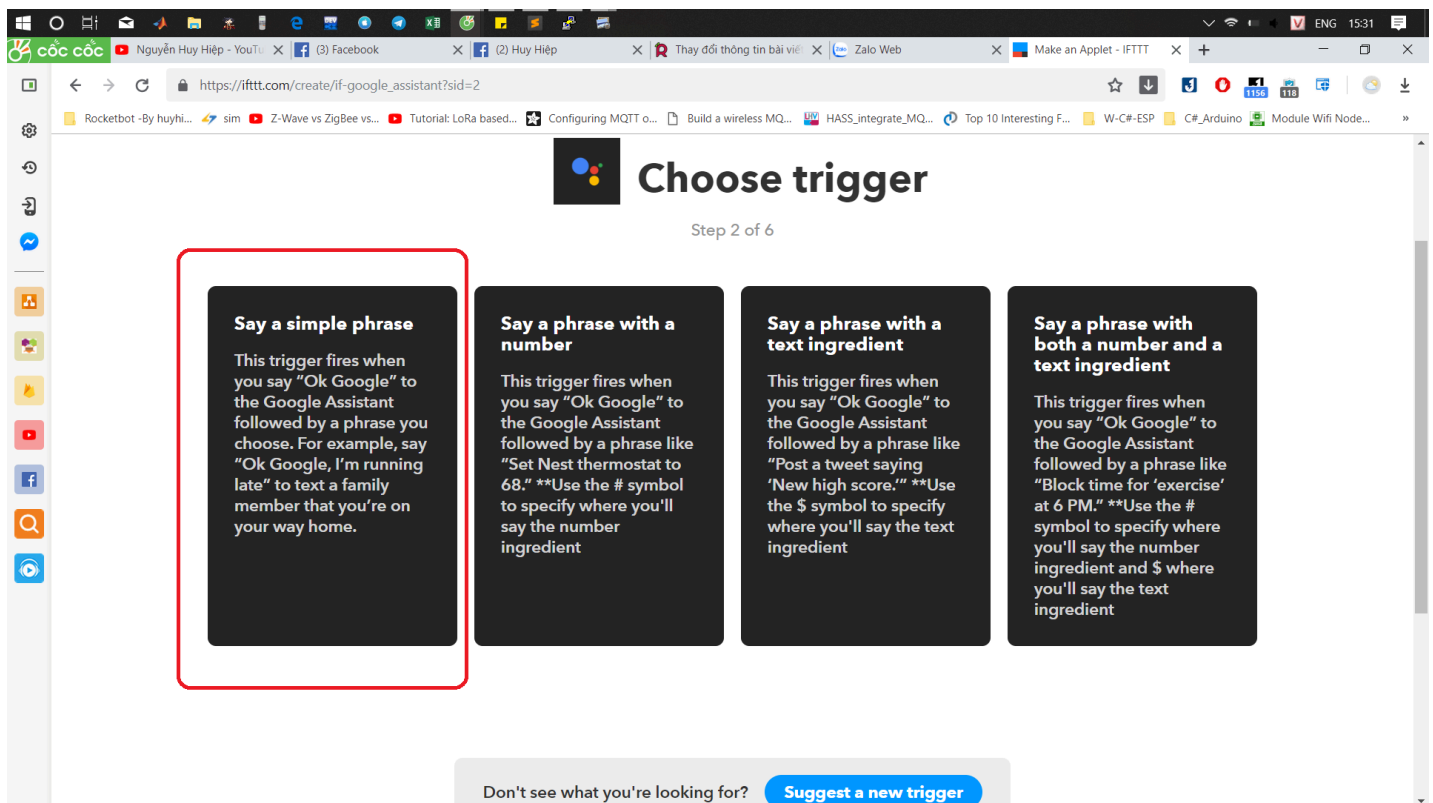 ENG 15:31
cốc cốc
Nguyễn Huy Hiệp - YouTu
(3) Facebook
(2) Huy Hiệp
Thay đổi thông tin bài viế
Zalo Web
Make an Applet - IFTTT
https://ifttt.com/create/if-google_assistant?sid=2
1156
118
Rocketbot -By huyhi...
sim
Z-Wave vs ZigBee vs...
Tutorial: LoRa based...
Configuring MQTT o...
Build a wireless MQ...
HASS_integrate_MQ...
Top 10 Interesting F...
W-C#-ESP
C#_Arduino
Module Wifi Node...
Choose trigger
Step 2 of 6
Say a simple phrase
This trigger fires when
you say “Ok Google” to
the Google Assistant
followed by a phrase you
choose. For example, say
“Ok Google, I’m running
late” to text a family
member that you’re on
your way home.
Say a phrase with a
number
This trigger fires when
you say “Ok Google” to
the Google Assistant
followed by a phrase like
“Set Nest thermostat to
68.” **Use the # symbol
to specify where you'll
say the number
ingredient
Say a phrase with a
text ingredient
This trigger fires when
you say “Ok Google” to
the Google Assistant
followed by a phrase like
“Post a tweet saying
‘New high score.’” **Use
the $ symbol to specify
where you'll say the text
ingredient
Say a phrase with
both a number and a
text ingredient
This trigger fires when
you say “Ok Google” to
the Google Assistant
followed by a phrase like
“Block time for ‘exercise’
at 6 PM.” **Use the #
symbol to specify where
you'll say the number
ingredient and $ where
you'll say the text
ingredient
Don't see what you're looking for?
Suggest a new trigger